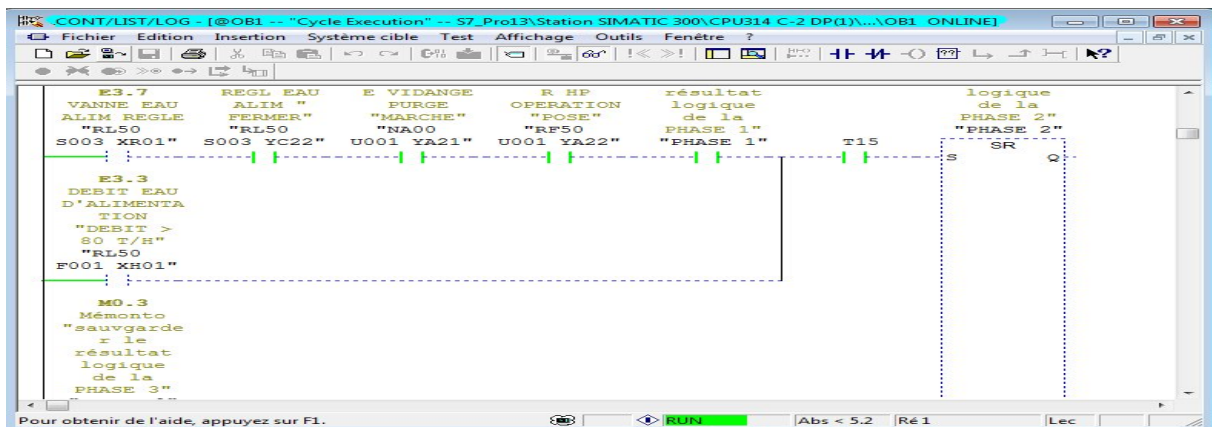 CONT/LIST/LOG - [@OB1 -- "Cycle Execution" -- S7_Pro13\Station SIMATIC 300\CPU314 C-2 DP(1)\...\OB1 ONLINE]
Fichier Edition Insertion Système cible Test Affichage Outils Fenêtre ?
E3.7 REGL EAU E VIDANGE R HP résultat logique
VANNE EAU ALIM " PURGE OPERATION logique de la
ALIM REGLE FERMER" "MARCHE" "POSE" de la PHASE 2"
"RL50 "RL50 "NA00 "RF50 PHASE 1" "PHASE 2"
S003 XR01" S003 YC22" U001 YA21" U001 YA22" "PHASE 1" T15 SR
S Q
E3.3
DEBIT EAU
D'ALIMENTA
TION
"DEBIT >
80 T/H"
"RL50
F001 XH01"
M0.3
Mémonto
"sauvgarde
r le
résultat
logique
de la
PHASE 3"
Pour obtenir de l'aide, appuyez sur F1. RUN Abs < 5.2 Ré 1 Lec